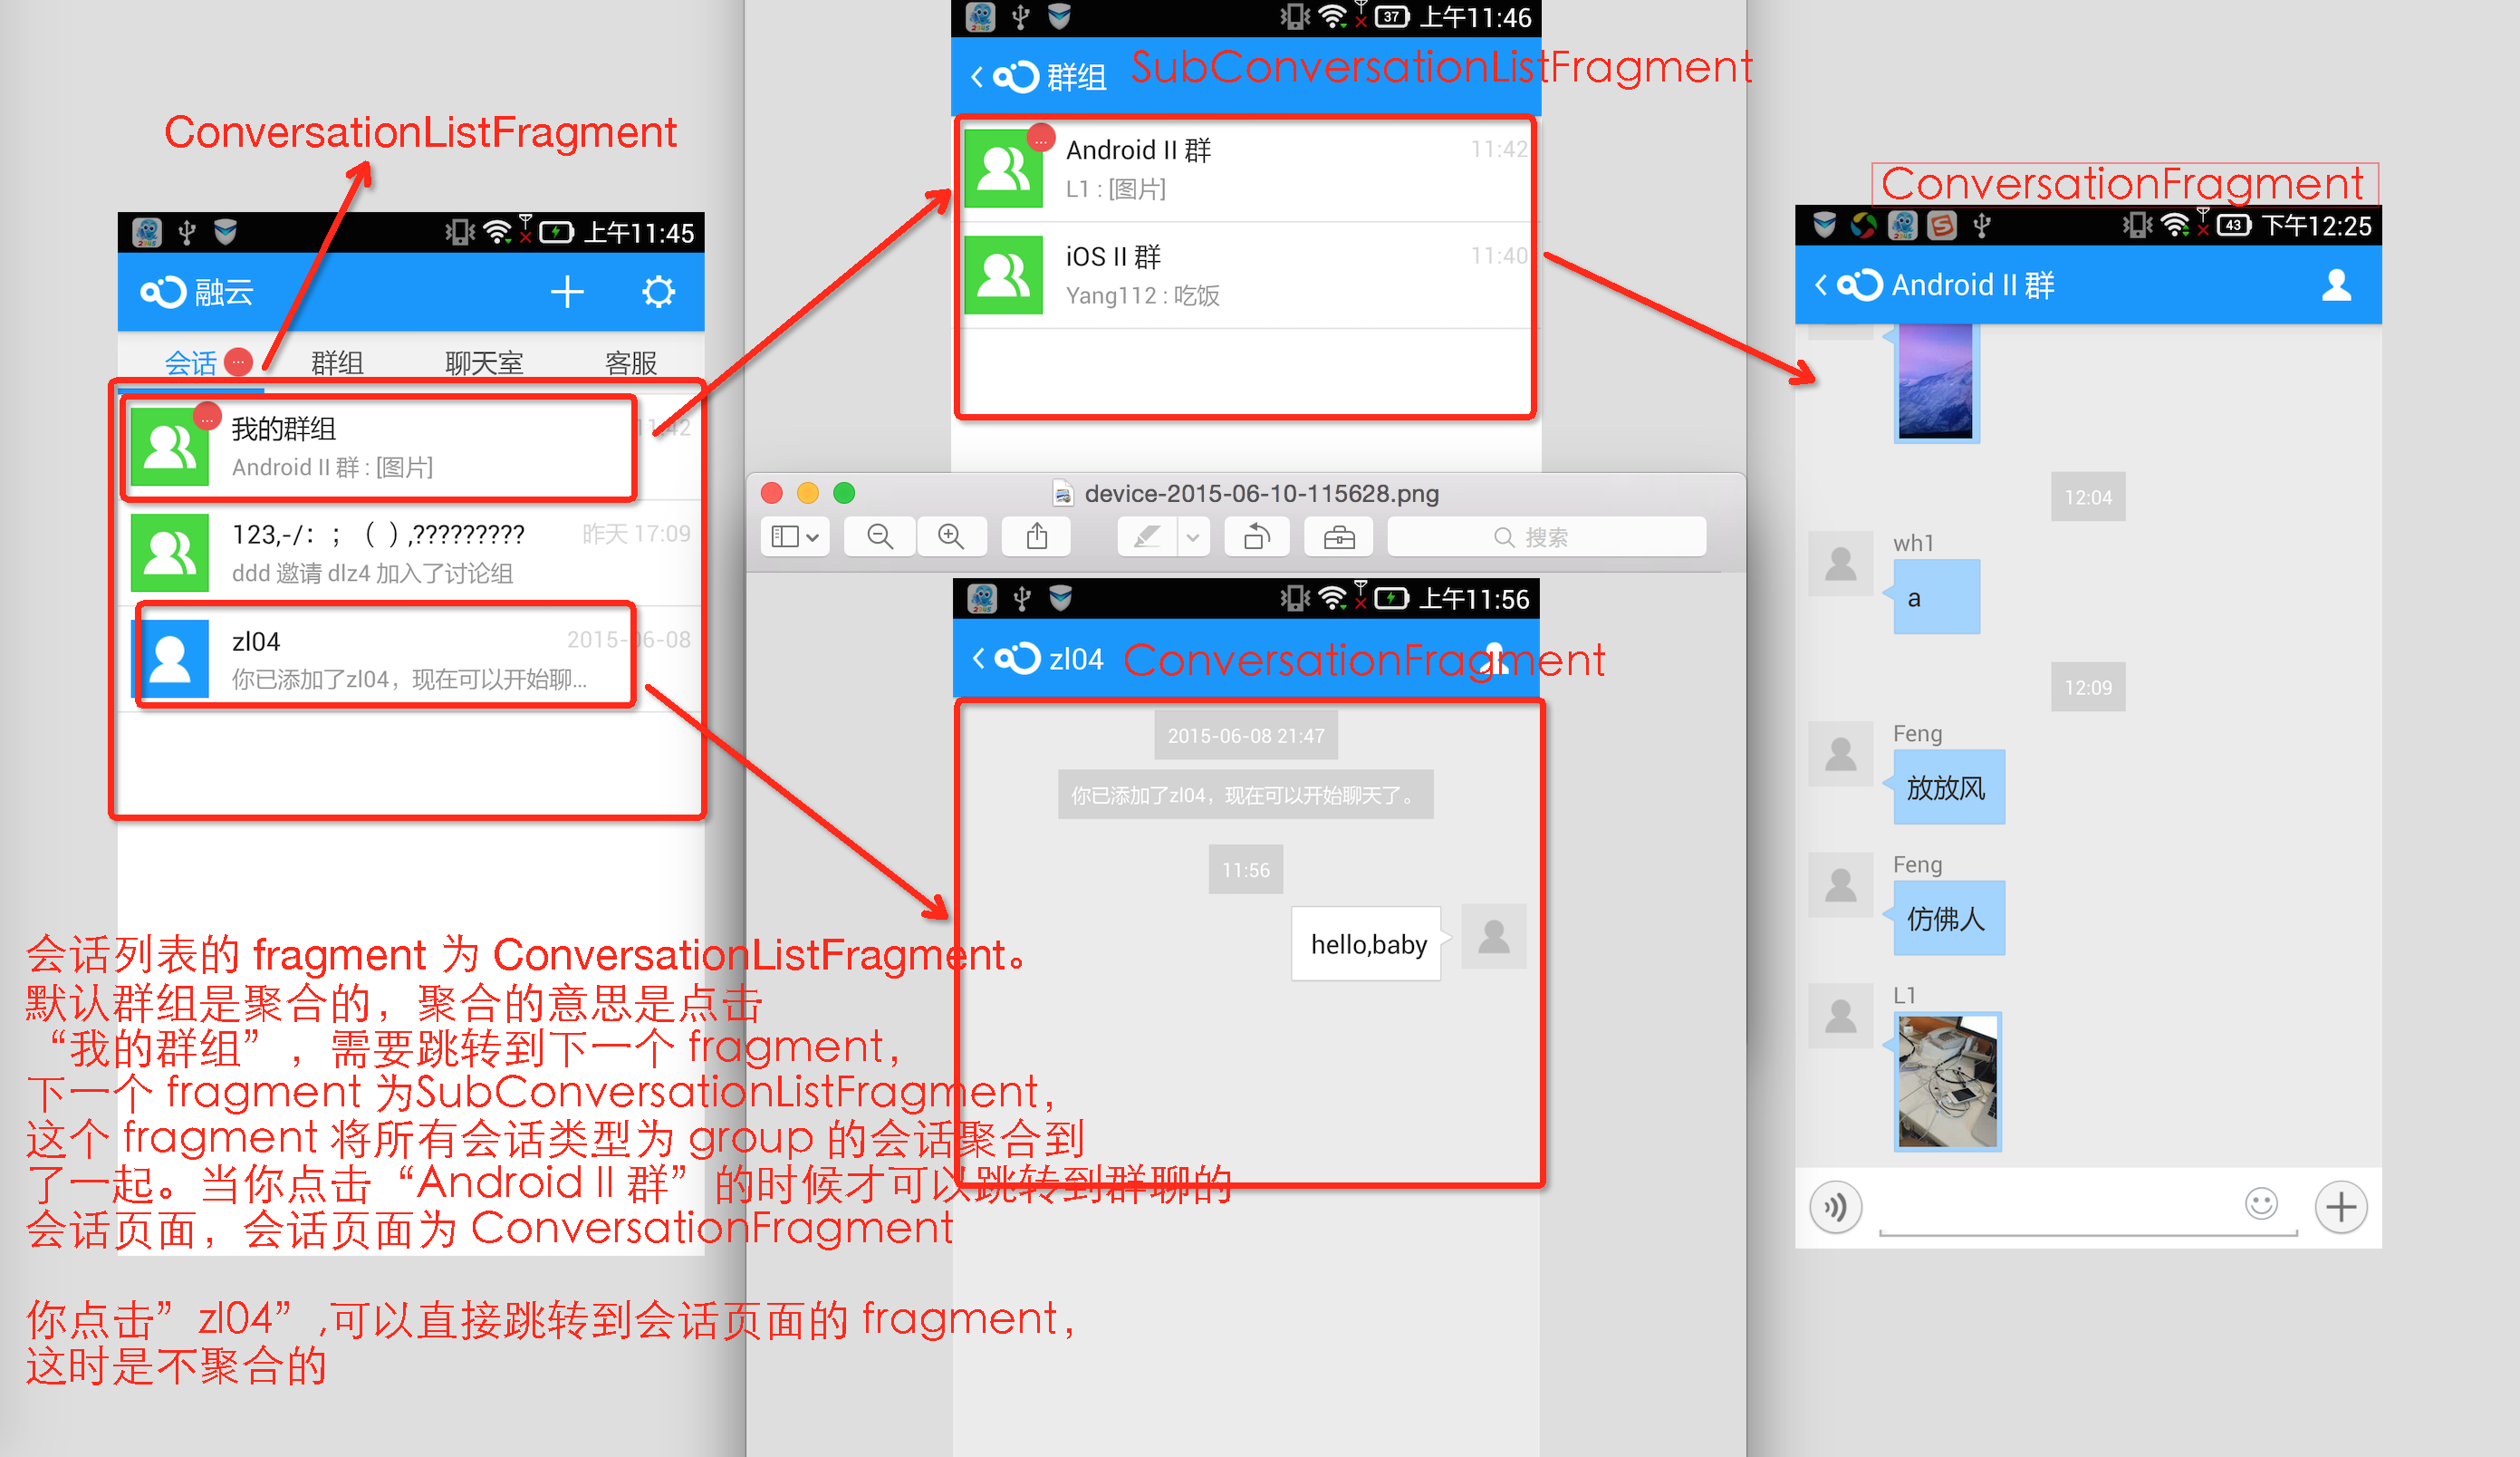 ConversationListFragment
上午11:45
融云
会话
群组
聊天室
客服
我的群组
11:42
Android II 群 : [图片]
123,-/: ；（ ）,?????????
昨天 17:09
ddd 邀请 dlz4 加入了讨论组
zl04
2015-06-08
你已添加了zl04，现在可以开始聊...
会话列表的 fragment 为 ConversationListFragment。
默认群组是聚合的，聚合的意思是点击
“我的群组”，需要跳转到下一个 fragment，
下一个 fragment 为SubConversationListFragment，
这个 fragment 将所有会话类型为 group 的会话聚合到
了一起。当你点击“Android II 群”的时候才可以跳转到群聊的
会话页面，会话页面为 ConversationFragment
你点击”zl04”,可以直接跳转到会话页面的 fragment，
这时是不聚合的
37
上午11:46
群组
SubConversationListFragment
Android II 群
11:42
L1 : [图片]
iOS II 群
11:40
Yang112 : 吃饭
device-2015-06-10-115628.png
搜索
上午11:56
zl04
ConversationFragment
2015-06-08 21:47
你已添加了zl04，现在可以开始聊天了。
11:56
hello,baby
ConversationFragment
43
下午12:25
Android II 群
12:04
wh1
a
12:09
Feng
放放风
Feng
仿佛人
L1